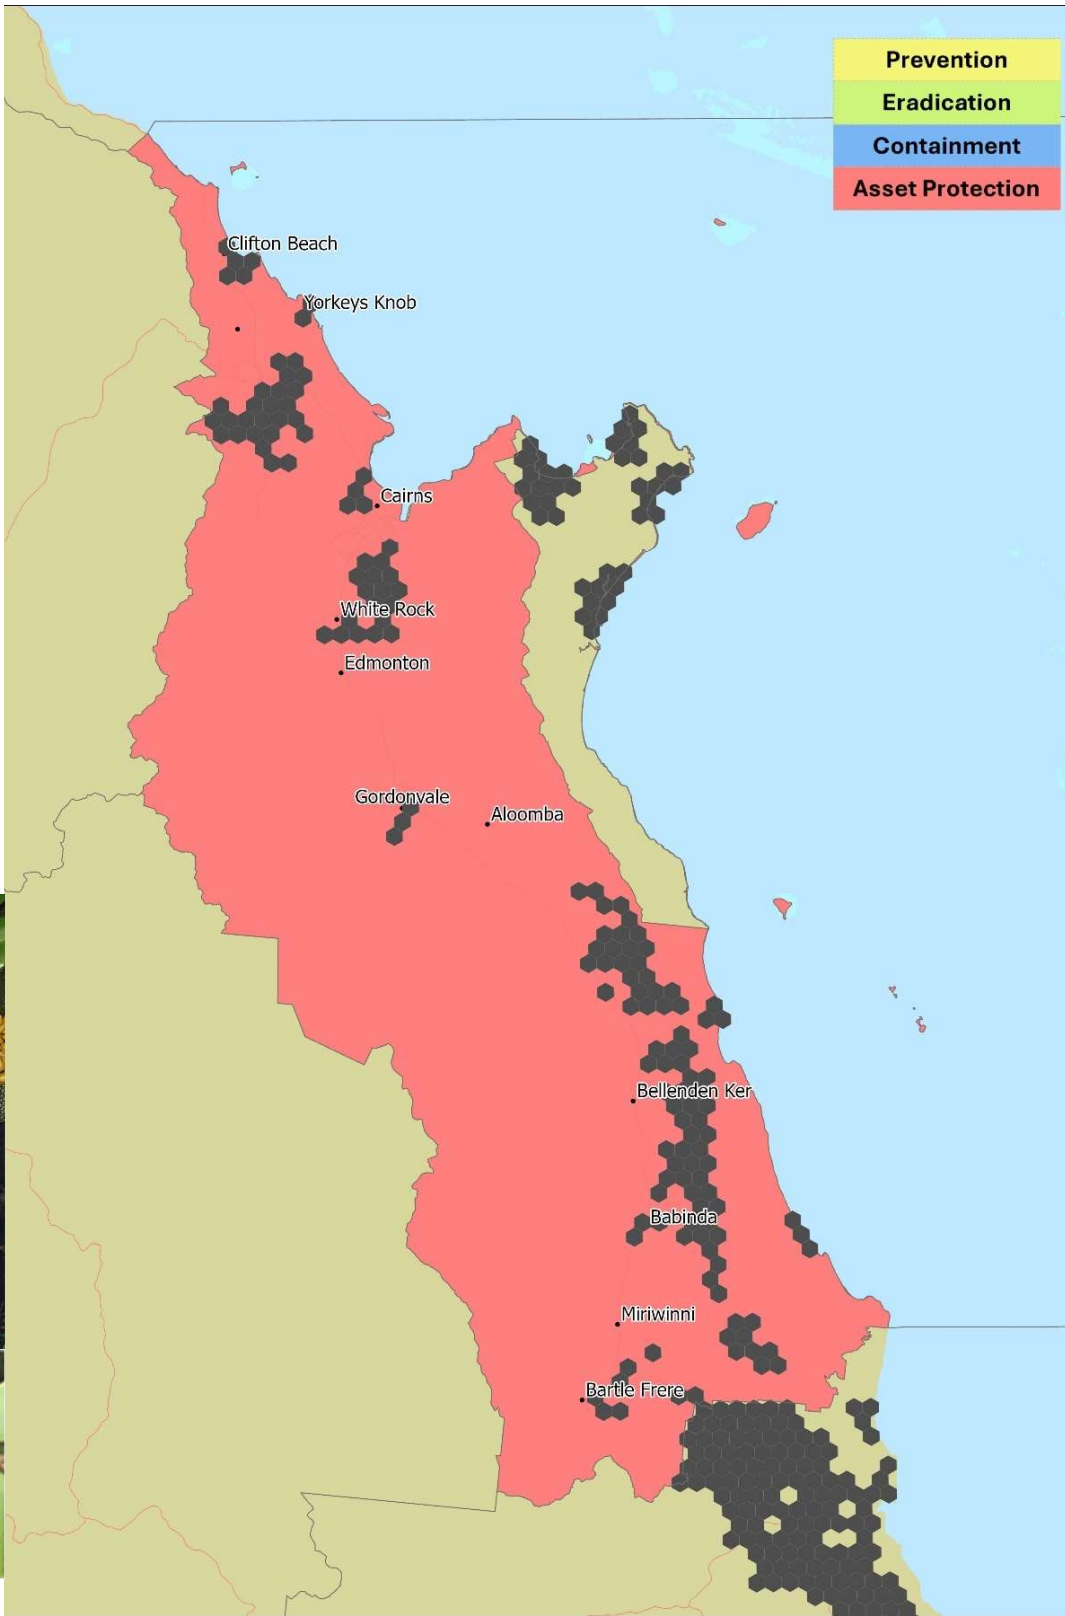 Prevention
Eradication
Containment
Asset Protection
Clifton Beach
Yorkeys Knob
Cairns
White Rock
Edmonton
Gordonvale
Aloomba
Bellenden Ker
Babinda
Miriwinni
Bartle Frere